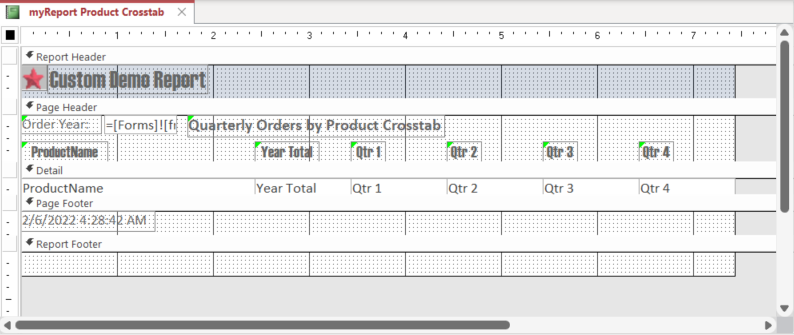 myReport Product Crosstab
1 2 3 4 5 6 7
Report Header
Custom Demo Report
Page Header
Order Year: =[Forms]![f Quarterly Orders by Product Crosstab
ProductName Year Total Qtr 1 Qtr 2 Qtr 3 Qtr 4
Detail
ProductName Year Total Qtr 1 Qtr 2 Qtr 3 Qtr 4
Page Footer
2/6/2022 4:28:42 AM
Report Footer